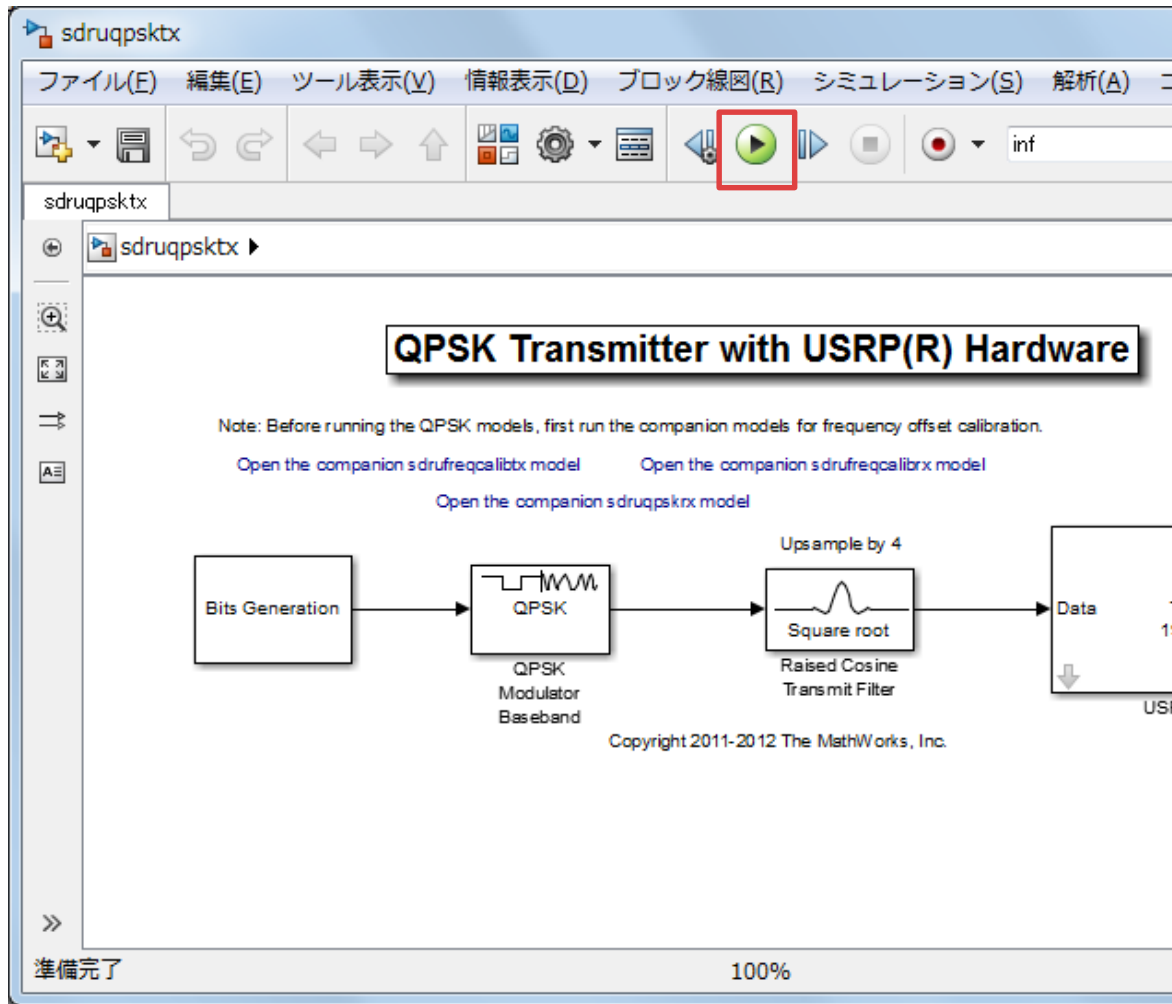 sdruqpsktx
ファイル(F) 編集(E) ツール表示(V) 情報表示(D) ブロック線図(R) シミュレーション(S) 解析(A)
inf
sdruqpsktx
sdruqpsktx
QPSK Transmitter with USRP(R) Hardware
Note: Before running the QPSK models, first run the companion models for frequency offset calibration.
Open the companion sdrufreqcalibtx model Open the companion sdrufreqcalibrx model
Open the companion sdruqpskrx model
Upsample by 4
Bits Generation
QPSK
Square root
Data
QPSK
Modulator
Baseband
Raised Cosine
Transmit Filter
Copyright 2011-2012 The MathWorks, Inc.
準備完了 100%